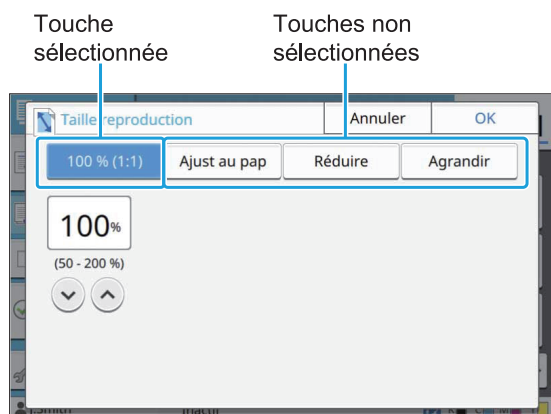 Touche
sélectionnée
Touches non
sélectionnées
Taille reproduction
Annuler
OK
100 % (1:1)
Ajust au pap
Réduire
Agrandir
100%
(50 - 200 %)